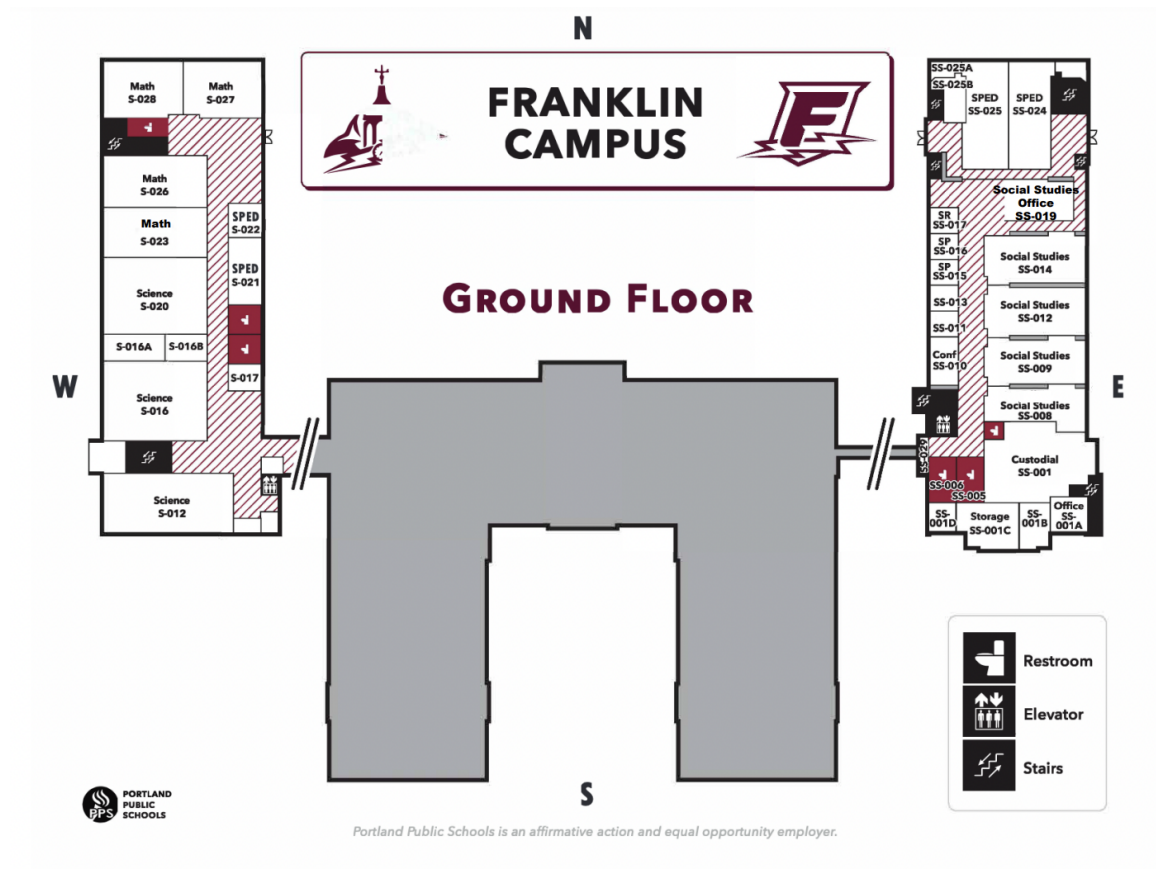 N
FRANKLIN
CAMPUS
GROUND FLOOR
W
E
S
Math
S-028
Math
S-027
Math
S-026
Math
S-023
SPED
S-022
SPED
S-021
Science
S-020
S-016A
S-016B
S-017
Science
S-016
Science
S-012
SS-025A
SS-025B
SPED
SS-025
SPED
SS-024
Social Studies
Office
SS-019
SR
SS-017
SP
SS-016
SP
SS-015
SS-013
SS-011
Conf
SS-010
Social Studies
SS-014
Social Studies
SS-012
Social Studies
SS-009
Social Studies
SS-008
SS-029
Custodial
SS-001
SS-006
SS-005
SS-
001D
Storage
SS-001C
SS-
001B
Office
SS-
001A
Restroom
Elevator
Stairs
PPS
PORTLAND
PUBLIC
SCHOOLS
Portland Public Schools is an affirmative action and equal opportunity employer.